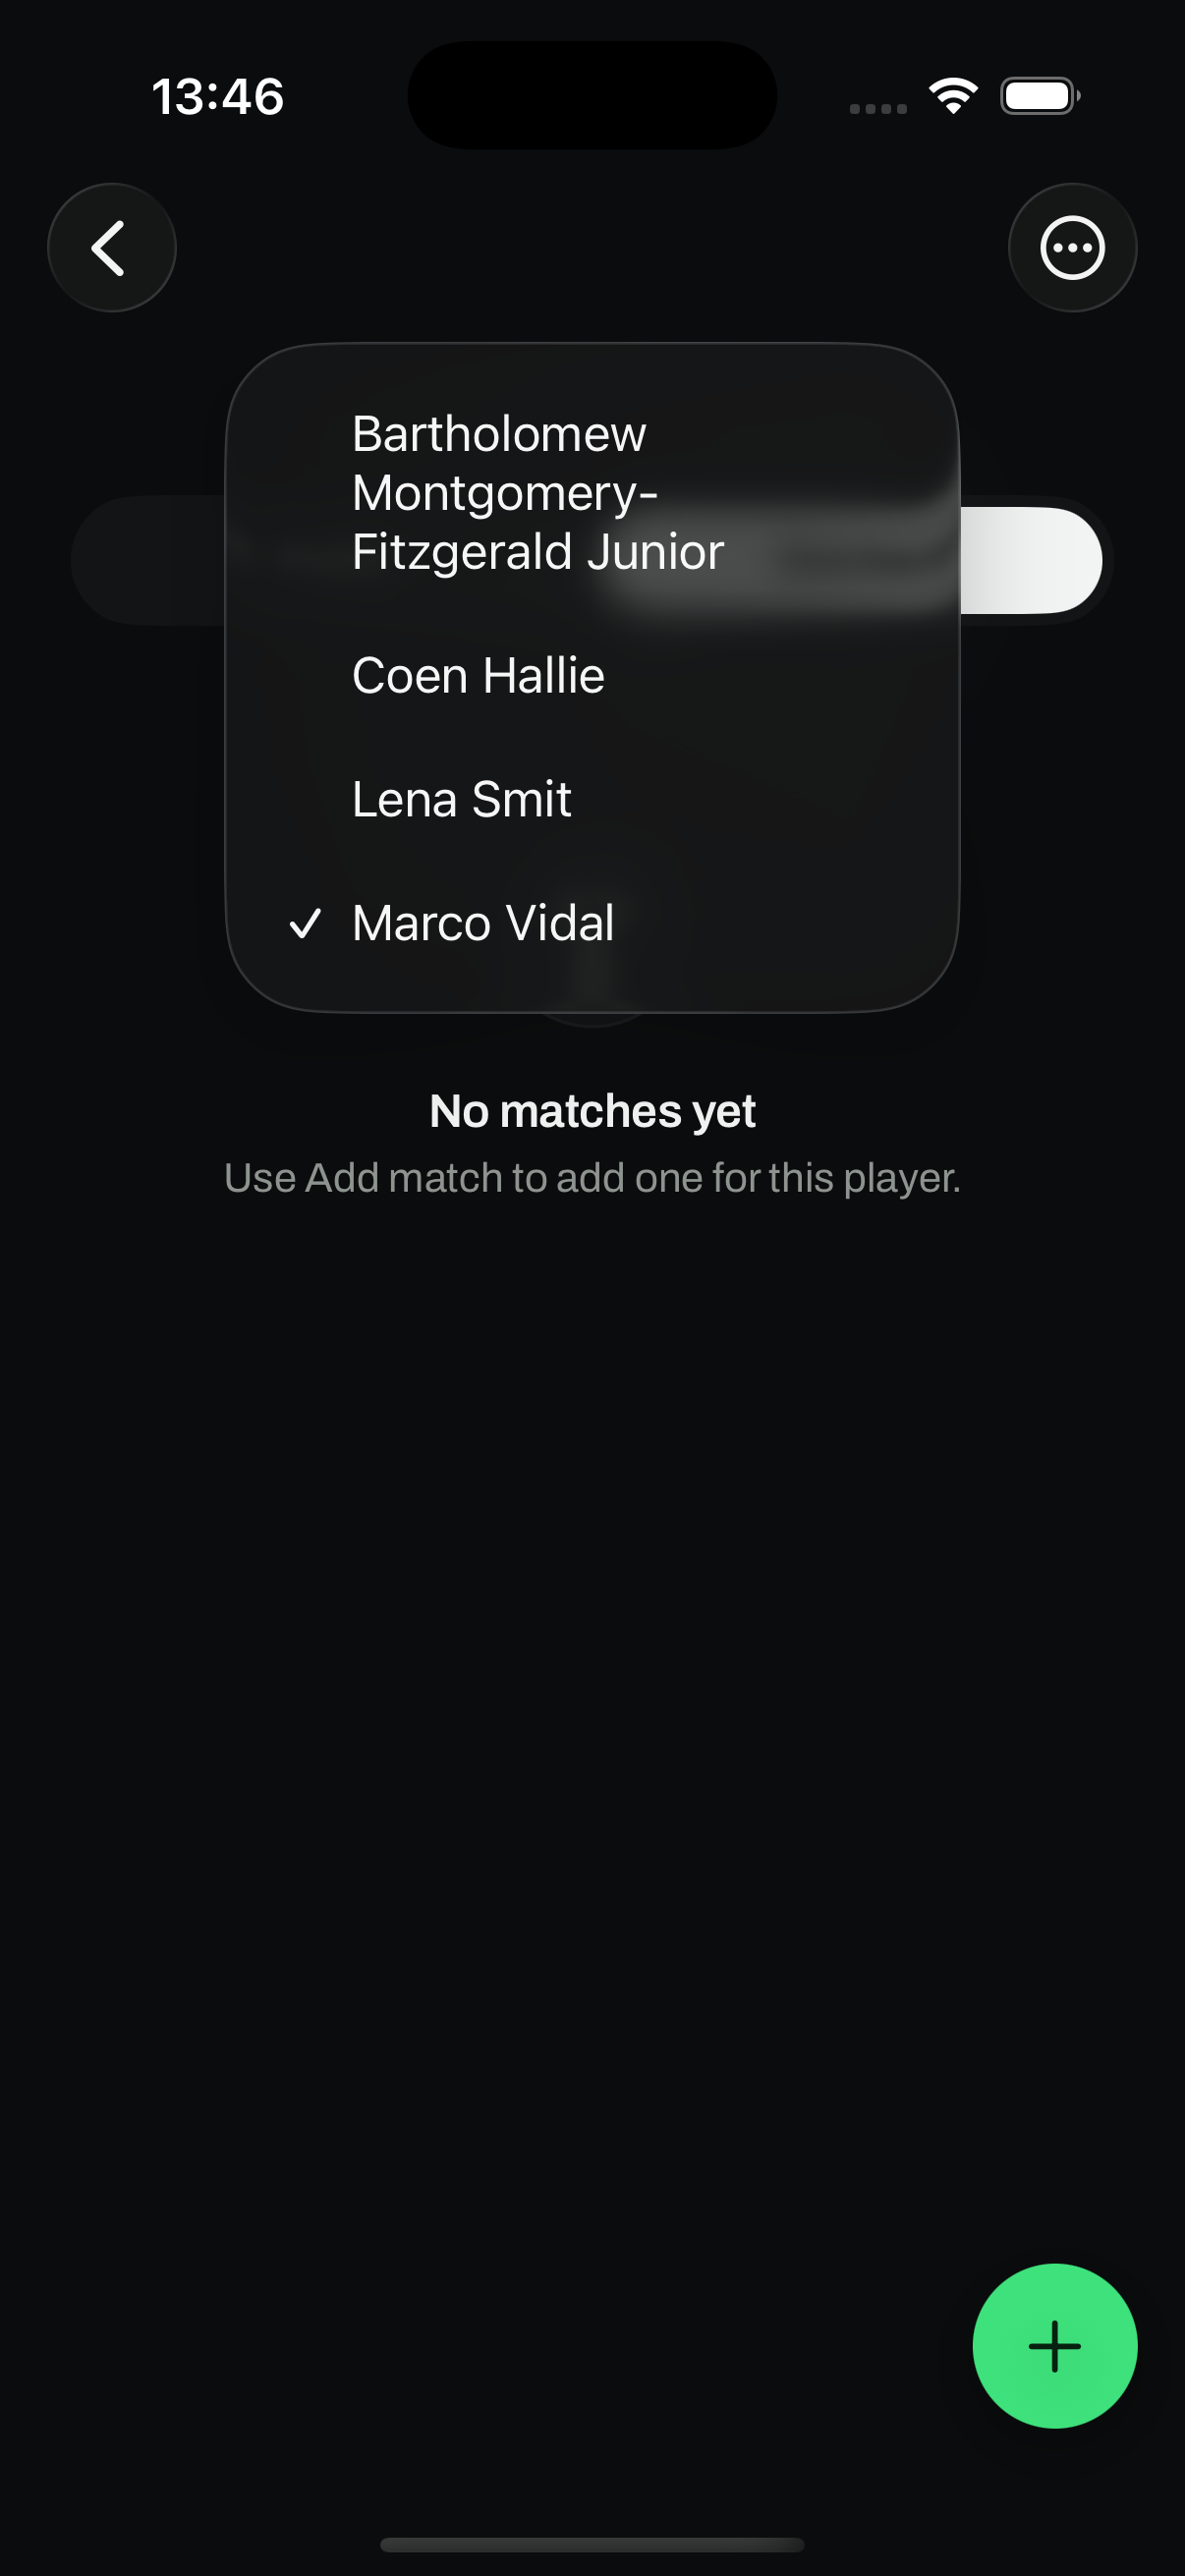 13:46
Bartholomew
Montgomery-
Fitzgerald Junior
Coen Hallie
Lena Smit
Marco Vidal
No matches yet
Use Add match to add one for this player.